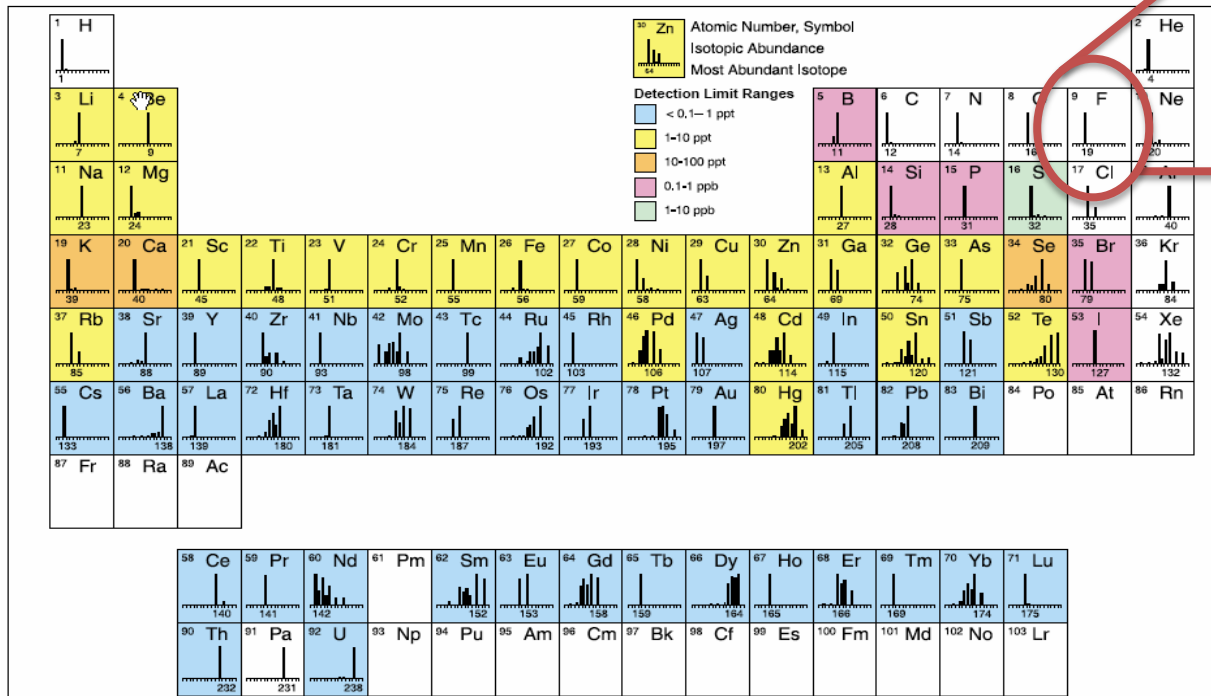 1 H
1
30 Zn
64
Atomic Number, Symbol
Isotopic Abundance
Most Abundant Isotope
2 He
4
Detection Limit Ranges
< 0.1–1 ppt
1–10 ppt
10-100 ppt
0.1-1 ppb
1–10 ppb
3 Li
7
4 Be
9
5 B
11
6 C
12
7 N
14
8 O
16
9 F
19
Ne
20
11 Na
23
12 Mg
24
13 Al
27
14 Si
28
15 P
31
16 S
32
17 Cl
35
Ar
40
19 K
39
20 Ca
40
21 Sc
45
22 Ti
48
23 V
51
24 Cr
52
25 Mn
55
26 Fe
56
27 Co
59
28 Ni
58
29 Cu
63
30 Zn
64
31 Ga
69
32 Ge
74
33 As
75
34 Se
80
35 Br
79
36 Kr
84
37 Rb
85
38 Sr
88
39 Y
89
40 Zr
90
41 Nb
93
42 Mo
98
43 Tc
99
44 Ru
102
45 Rh
103
46 Pd
106
47 Ag
107
48 Cd
114
49 In
115
50 Sn
120
51 Sb
121
52 Te
130
53 I
127
54 Xe
132
55 Cs
133
56 Ba
138
57 La
139
72 Hf
180
73 Ta
181
74 W
184
75 Re
187
76 Os
192
77 Ir
193
78 Pt
195
79 Au
197
80 Hg
202
81 Tl
205
82 Pb
208
83 Bi
209
84 Po
85 At
86 Rn
87 Fr
88 Ra
89 Ac
58 Ce
140
59 Pr
141
60 Nd
142
61 Pm
62 Sm
152
63 Eu
153
64 Gd
158
65 Tb
159
66 Dy
164
67 Ho
165
68 Er
166
69 Tm
169
70 Yb
174
71 Lu
175
90 Th
232
91 Pa
231
92 U
238
93 Np
94 Pu
95 Am
96 Cm
97 Bk
98 Cf
99 Es
100 Fm
101 Md
102 No
103 Lr